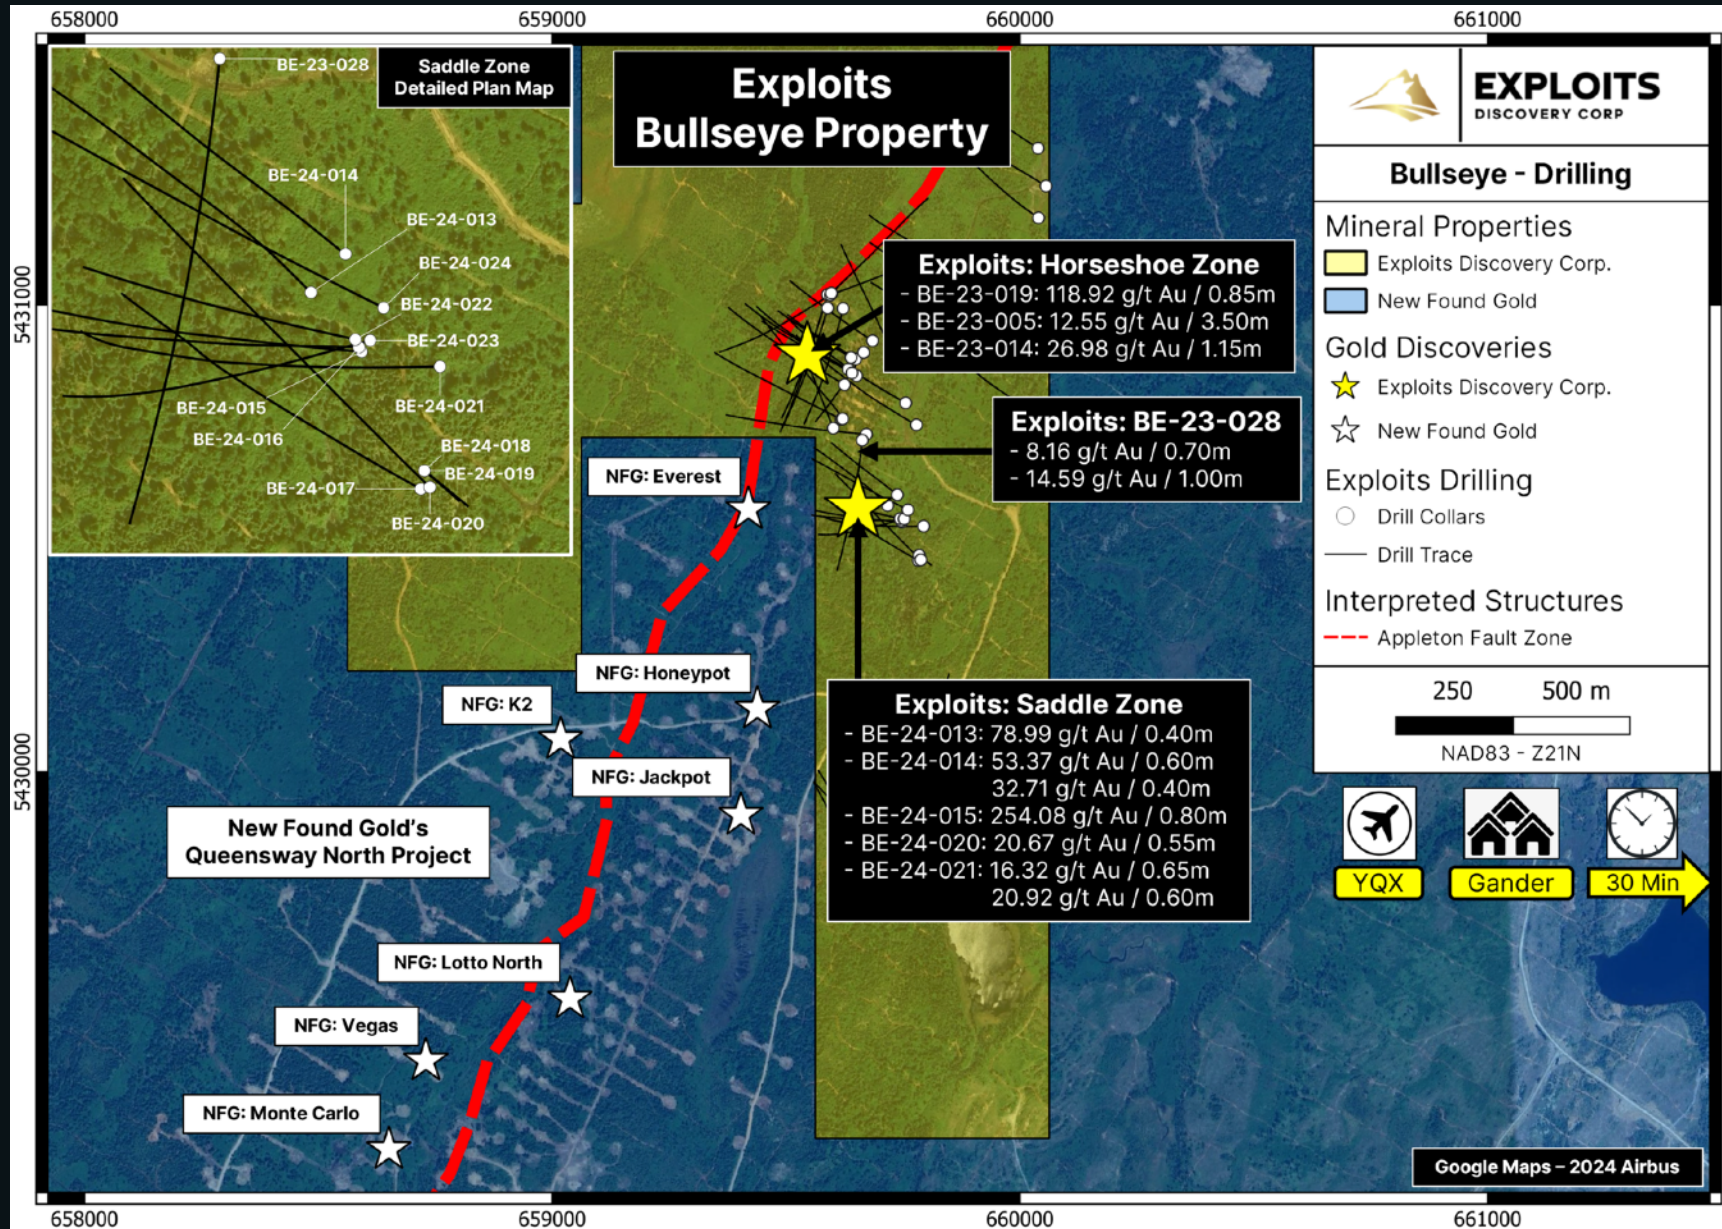 658000
659000
660000
661000
5431000
5430000
Saddle Zone
Detailed Plan Map
BE-23-028
BE-24-014
BE-24-013
BE-24-024
BE-24-022
BE-24-023
BE-24-015
BE-24-021
BE-24-016
BE-24-018
BE-24-019
BE-24-017
BE-24-020
Exploits
Bullseye Property
Exploits: Horseshoe Zone
- BE-23-019: 118.92 g/t Au / 0.85m
- BE-23-005: 12.55 g/t Au / 3.50m
- BE-23-014: 26.98 g/t Au / 1.15m
Exploits: BE-23-028
- 8.16 g/t Au / 0.70m
- 14.59 g/t Au / 1.00m
NFG: Everest
NFG: Honeypot
NFG: K2
NFG: Jackpot
Exploits: Saddle Zone
- BE-24-013: 78.99 g/t Au / 0.40m
- BE-24-014: 53.37 g/t Au / 0.60m
32.71 g/t Au / 0.40m
- BE-24-015: 254.08 g/t Au / 0.80m
- BE-24-020: 20.67 g/t Au / 0.55m
- BE-24-021: 16.32 g/t Au / 0.65m
20.92 g/t Au / 0.60m
New Found Gold's
Queensway North Project
NFG: Lotto North
NFG: Vegas
NFG: Monte Carlo
EXPLOITS
DISCOVERY CORP
Bullseye - Drilling
Mineral Properties
Exploits Discovery Corp.
New Found Gold
Gold Discoveries
Exploits Discovery Corp.
New Found Gold
Exploits Drilling
Drill Collars
Drill Trace
Interpreted Structures
Appleton Fault Zone
250 500 m
NAD83 - Z21N
YQX
Gander
30 Min
Google Maps – 2024 Airbus
658000
659000
660000
661000